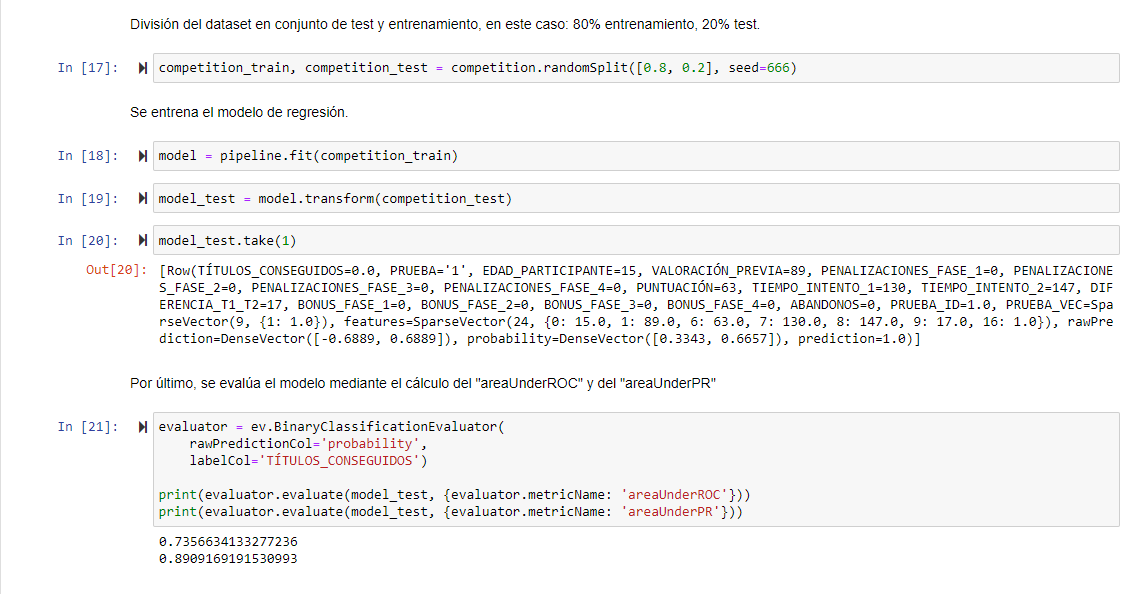 División del dataset en conjunto de test y entrenamiento, en este caso: 80% entrenamiento, 20% test.
In [17]: competition_train, competition_test = competition.randomSplit([0.8, 0.2], seed=666)
Se entrena el modelo de regresión.
In [18]: model = pipeline.fit(competition_train)
In [19]: model_test = model.transform(competition_test)
In [20]: model_test.take(1)
Out[20]: [Row(TÍTULOS_CONSEGUIDOS=0.0, PRUEBA='1', EDAD_PARTICIPANTE=15, VALORACIÓN_PREVIA=89, PENALIZACIONES_FASE_1=0, PENALIZACIONE
S_FASE_2=0, PENALIZACIONES_FASE_3=0, PENALIZACIONES_FASE_4=0, PUNTUACIÓN=63, TIEMPO_INTENTO_1=130, TIEMPO_INTENTO_2=147, DIF
ERENCIA_T1_T2=17, BONUS_FASE_1=0, BONUS_FASE_2=0, BONUS_FASE_3=0, BONUS_FASE_4=0, ABANDONOS=0, PRUEBA_ID=1.0, PRUEBA_VEC=Spa
rseVector(9, {1: 1.0}), features=SparseVector(24, {0: 15.0, 1: 89.0, 6: 63.0, 7: 130.0, 8: 147.0, 9: 17.0, 16: 1.0}), rawPre
diction=DenseVector([-0.6889, 0.6889]), probability=DenseVector([0.3343, 0.6657]), prediction=1.0)]
Por último, se evalúa el modelo mediante el cálculo del "areaUnderROC" y del "areaUnderPR"
In [21]: evaluator = ev.BinaryClassificationEvaluator(
rawPredictionCol='probability',
labelCol='TÍTULOS_CONSEGUIDOS')
print(evaluator.evaluate(model_test, {evaluator.metricName: 'areaUnderROC'}))
print(evaluator.evaluate(model_test, {evaluator.metricName: 'areaUnderPR'}))
0.7356634133277236
0.8909169191530993